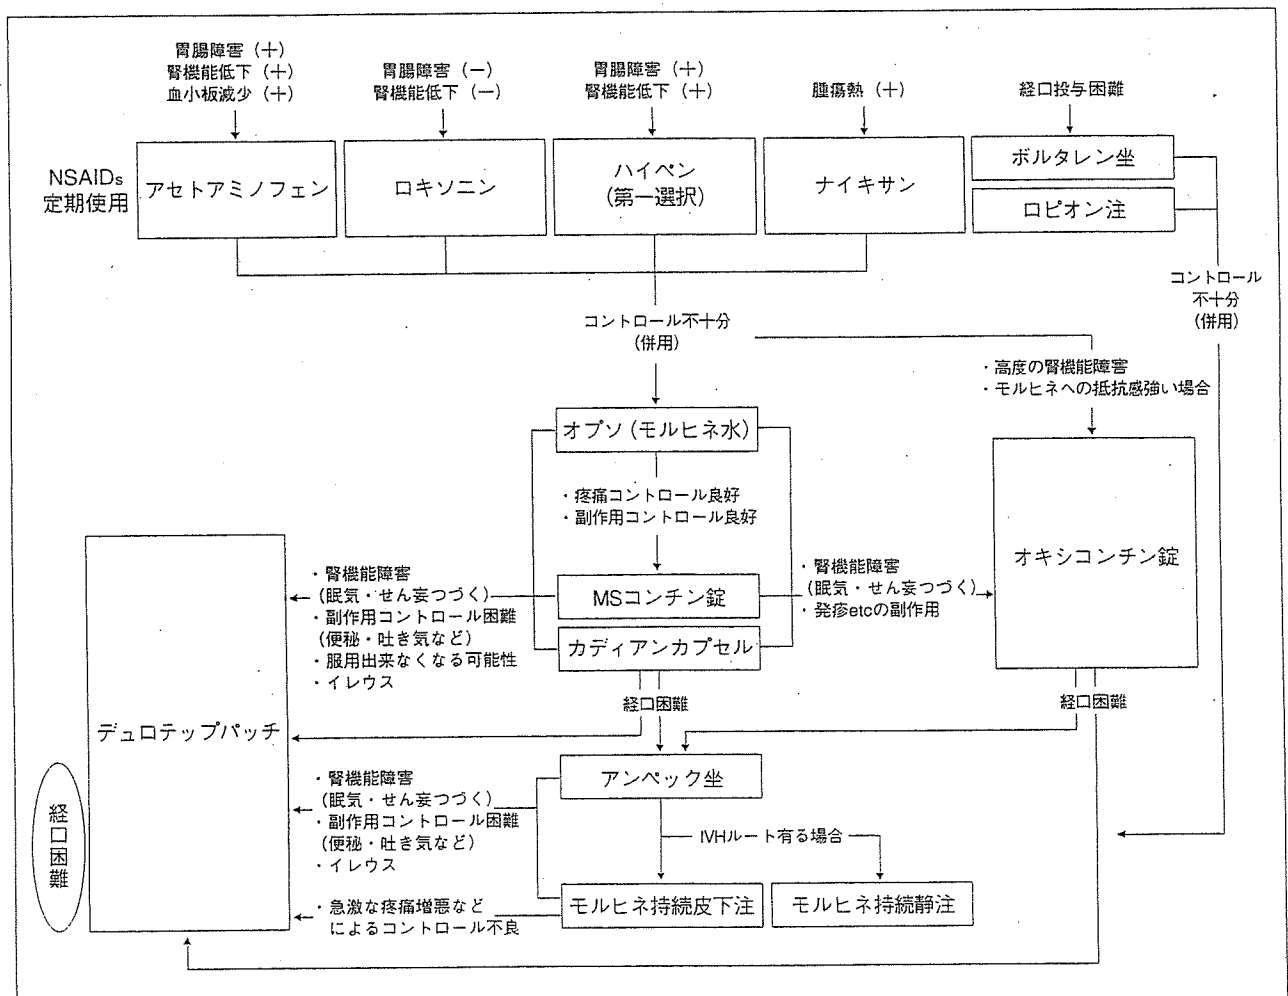 胃腸障害（＋）
腎機能低下（＋）
血小板減少（＋）
胃腸障害（－）
腎機能低下（－）
胃腸障害（＋）
腎機能低下（＋）
腫瘍熱（＋）
経口投与困難
NSAIDs
定期使用
アセトアミノフェン
ロキソニン
ハイペン
(第一選択)
ナイキサン
ボルタレン坐
ロピオン注
コントロール不十分
(併用)
コントロール
不十分
(併用)
・高度の腎機能障害
・モルヒネへの抵抗感強い場合
オプソ（モルヒネ水）
・疼痛コントロール良好
・副作用コントロール良好
MSコンチン錠
カディアンカプセル
・腎機能障害
(眠気・せん妄つづく)
・副作用コントロール困難
(便秘・吐き気など)
・服用出来なくなる可能性
・イレウス
・腎機能障害
(眠気・せん妄つづく)
・発疹etcの副作用
オキシコンチン錠
経口困難
経口困難
デュロテップパッチ
経口困難
アンペック坐
・腎機能障害
(眠気・せん妄つづく)
・副作用コントロール困難
(便秘・吐き気など)
・イレウス
IVHルート有る場合
・急激な疼痛増悪など
によるコントロール不良
モルヒネ持続皮下注
モルヒネ持続静注